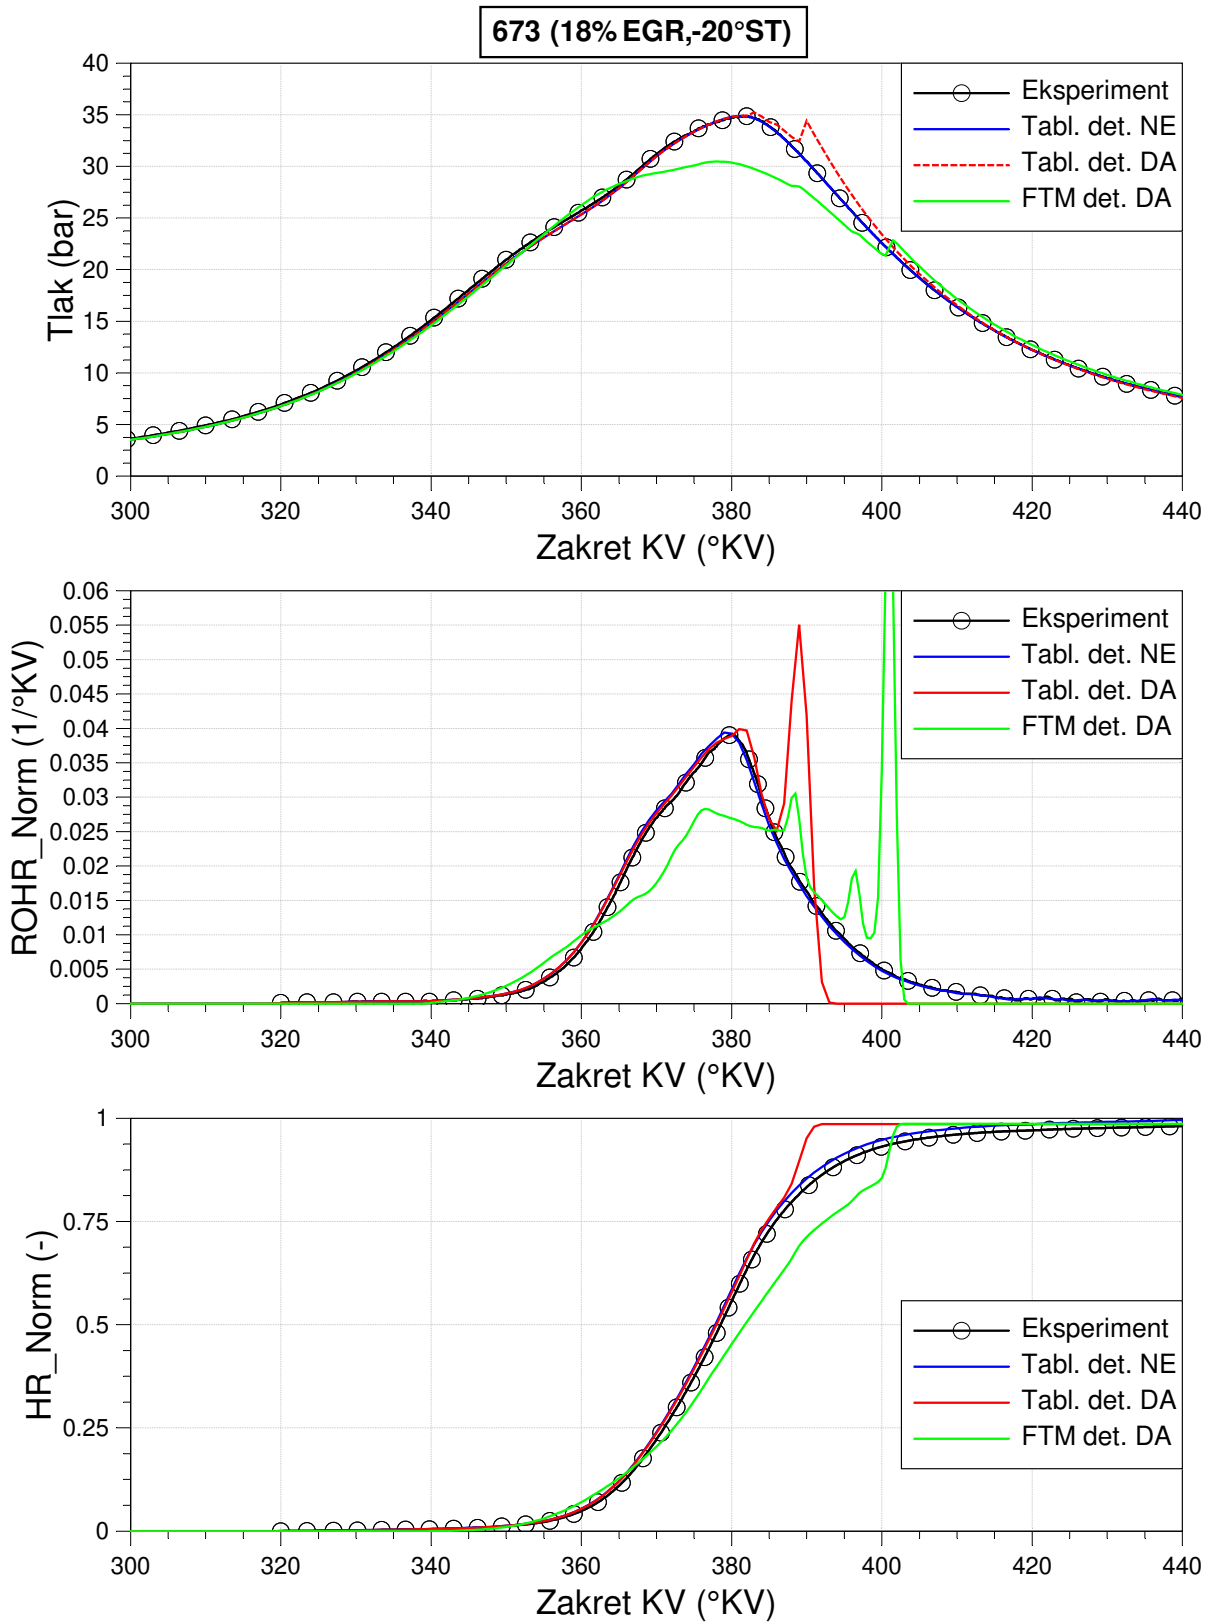 673 (18% EGR,-20°ST)
40
35
30
25
20
15
10
5
0
Tlak (bar)
Eksperiment
Tabl. det. NE
Tabl. det. DA
FTM det. DA
300 320 340 360 380 400 420 440
Zakret KV (°KV)
0.06
0.055
0.05
0.045
0.04
0.035
0.03
0.025
0.02
0.015
0.01
0.005
0
ROHR_Norm (1/°KV)
Eksperiment
Tabl. det. NE
Tabl. det. DA
FTM det. DA
300 320 340 360 380 400 420 440
Zakret KV (°KV)
1
0.75
0.5
0.25
0
HR_Norm (-)
Eksperiment
Tabl. det. NE
Tabl. det. DA
FTM det. DA
300 320 340 360 380 400 420 440
Zakret KV (°KV)